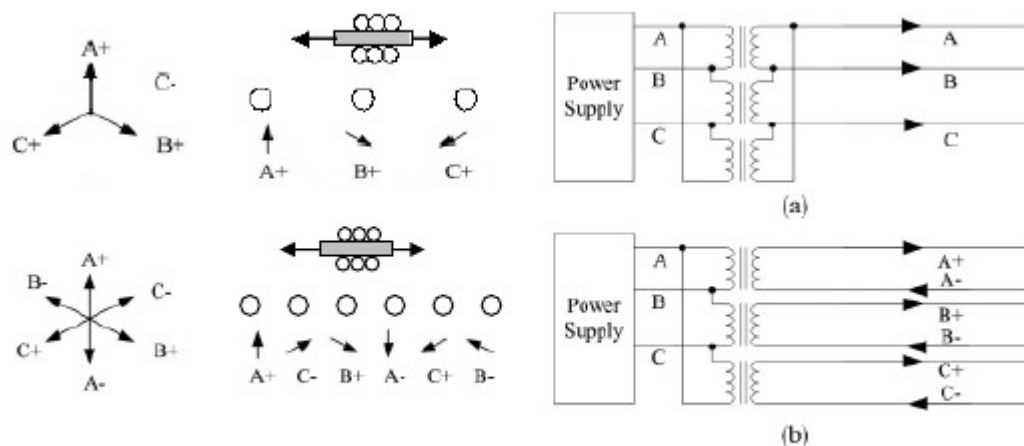 A+
C-
C+
B+
A+
B+
C+
Power
Supply
A
B
C
A
B
C
(a)
A+
B-
C-
C+
B+
A-
A+
C-
B+
A-
C+
B-
Power
Supply
A
B
C
A+
A-
B+
B-
C+
C-
(b)